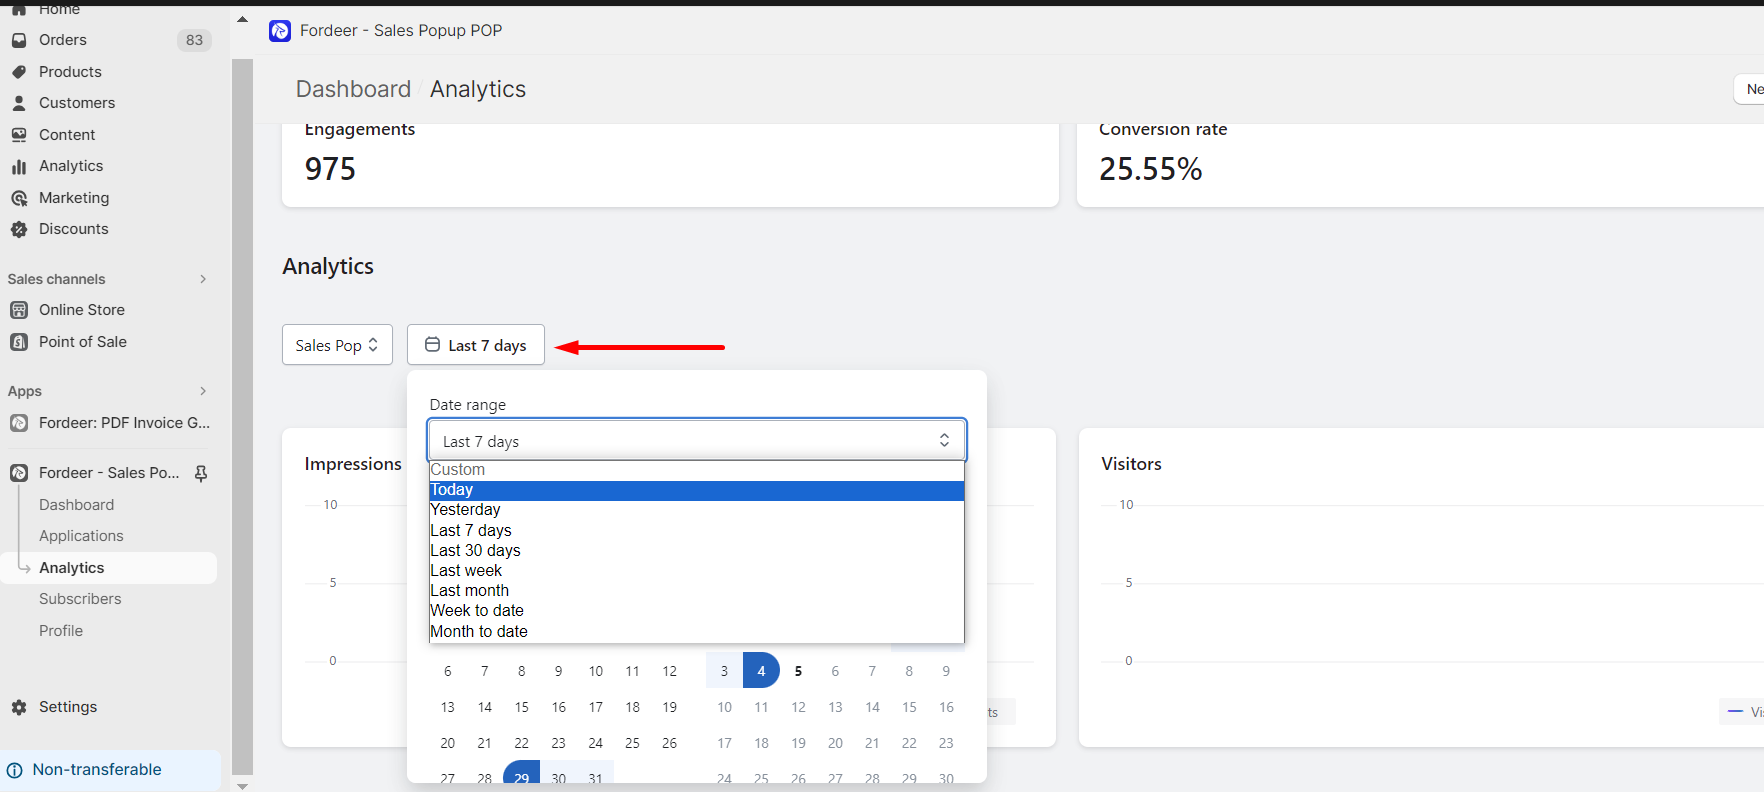 Home
Orders 83
Products
Customers
Content
Analytics
Marketing
Discounts
Sales channels
Online Store
Point of Sale
Apps
Fordeer: PDF Invoice G...
Fordeer - Sales Po...
Dashboard
Applications
Analytics
Subscribers
Profile
Settings
Non-transferable
Fordeer - Sales Popup POP
Dashboard / Analytics
Ne
Engagements
975
Conversion rate
25.55%
Analytics
Sales Pop
Last 7 days
Date range
Last 7 days
Custom
Today
Yesterday
Last 7 days
Last 30 days
Last week
Last month
Week to date
Month to date
6 7 8 9 10 11 12
13 14 15 16 17 18 19
20 21 22 23 24 25 26
27 28 29 30 31
3 4 5 6 7 8 9
10 11 12 13 14 15 16
17 18 19 20 21 22 23
24 25 26 27 28 29 30
Impressions
10
5
0
ts
Visitors
10
5
0
Vi